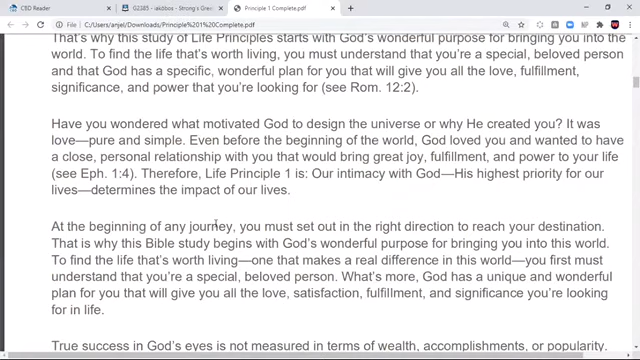 CBD Reader
G2385 - iakōbos - Strong's Gree
Principle 1 Complete.pdf
File
C:/Users/anjel/Downloads/Principle%201%20Complete.pdf
That's why this study of Life Principles starts with God's wonderful purpose for bringing you into the
world. To find the life that's worth living, you must understand that you're a special, beloved person
and that God has a specific, wonderful plan for you that will give you all the love, fulfillment,
significance, and power that you're looking for (see Rom. 12:2).
Have you wondered what motivated God to design the universe or why He created you? It was
love—pure and simple. Even before the beginning of the world, God loved you and wanted to have
a close, personal relationship with you that would bring great joy, fulfillment, and power to your life
(see Eph. 1:4). Therefore, Life Principle 1 is: Our intimacy with God—His highest priority for our
lives—determines the impact of our lives.
At the beginning of any journey, you must set out in the right direction to reach your destination.
That is why this Bible study begins with God's wonderful purpose for bringing you into this world.
To find the life that's worth living—one that makes a real difference in this world—you first must
understand that you're a special, beloved person. What's more, God has a unique and wonderful
plan for you that will give you all the love, satisfaction, fulfillment, and significance you're looking
for in life.
True success in God's eyes is not measured in terms of wealth, accomplishments, or popularity.